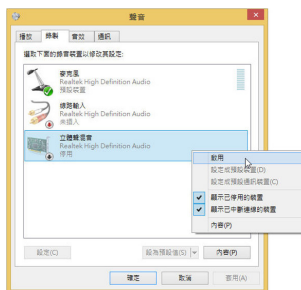 聲音
播放 錄製 音效 通訊
選取下面的錄音裝置以修改其設定:
麥克風
Realtek High Definition Audio
預設裝置
線路輸入
Realtek High Definition Audio
未插入
立體聲混音
Realtek High Definition Audio
停用
啟用
設定成預設裝置(D)
設定成預設通訊裝置(C)
顯示已停用的裝置
顯示已中斷連線的裝置
內容(P)
設定(C) 設為預設值(S) 內容(P)
確定 取消 套用(A)